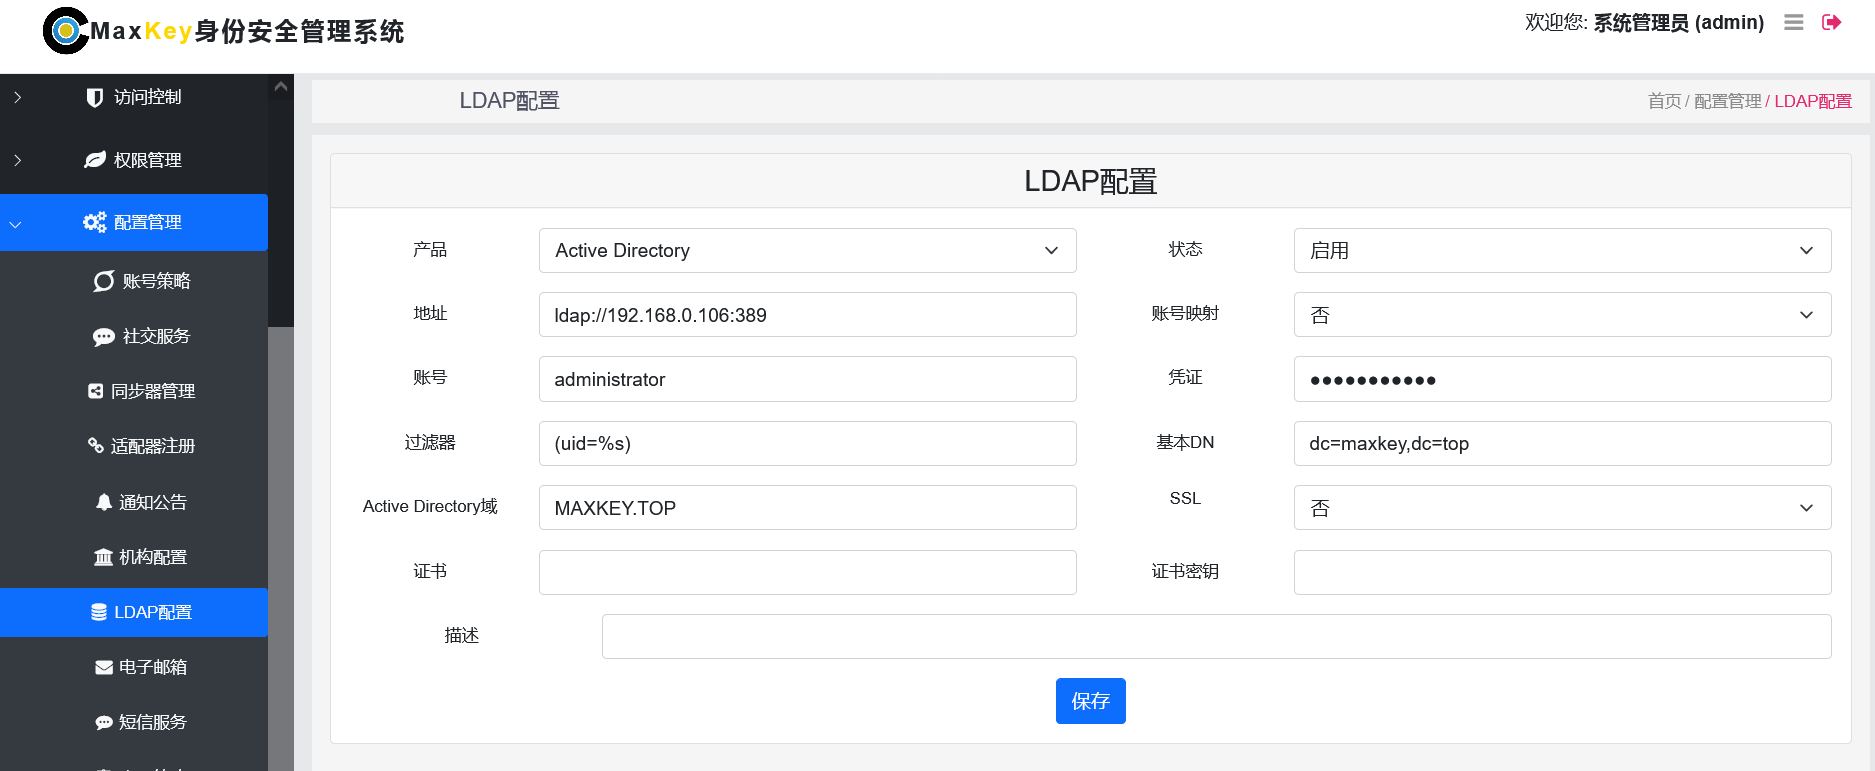 MaxKey身份安全管理系统
欢迎您: 系统管理员 (admin)
访问控制
权限管理
配置管理
账号策略
社交服务
同步器管理
适配器注册
通知公告
机构配置
LDAP配置
电子邮箱
短信服务
LDAP配置
首页 / 配置管理 / LDAP配置
LDAP配置
产品 Active Directory 状态 启用
地址 ldap://192.168.0.106:389 账号映射 否
账号 administrator 凭证 ●●●●●●●●●●●
过滤器 (uid=%s) 基本DN dc=maxkey,dc=top
Active Directory域 MAXKEY.TOP SSL 否
证书 证书密钥
描述
保存